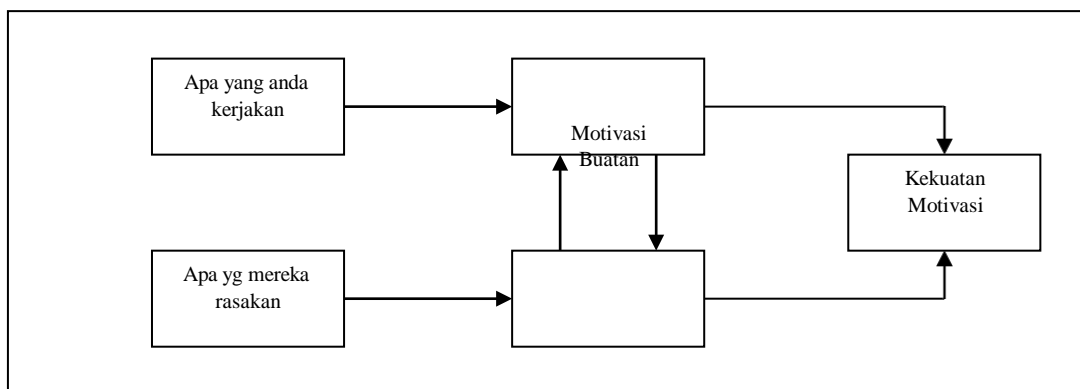 Apa yang anda
kerjakan
Motivasi
Buatan
Kekuatan
Motivasi
Apa yg mereka
rasakan